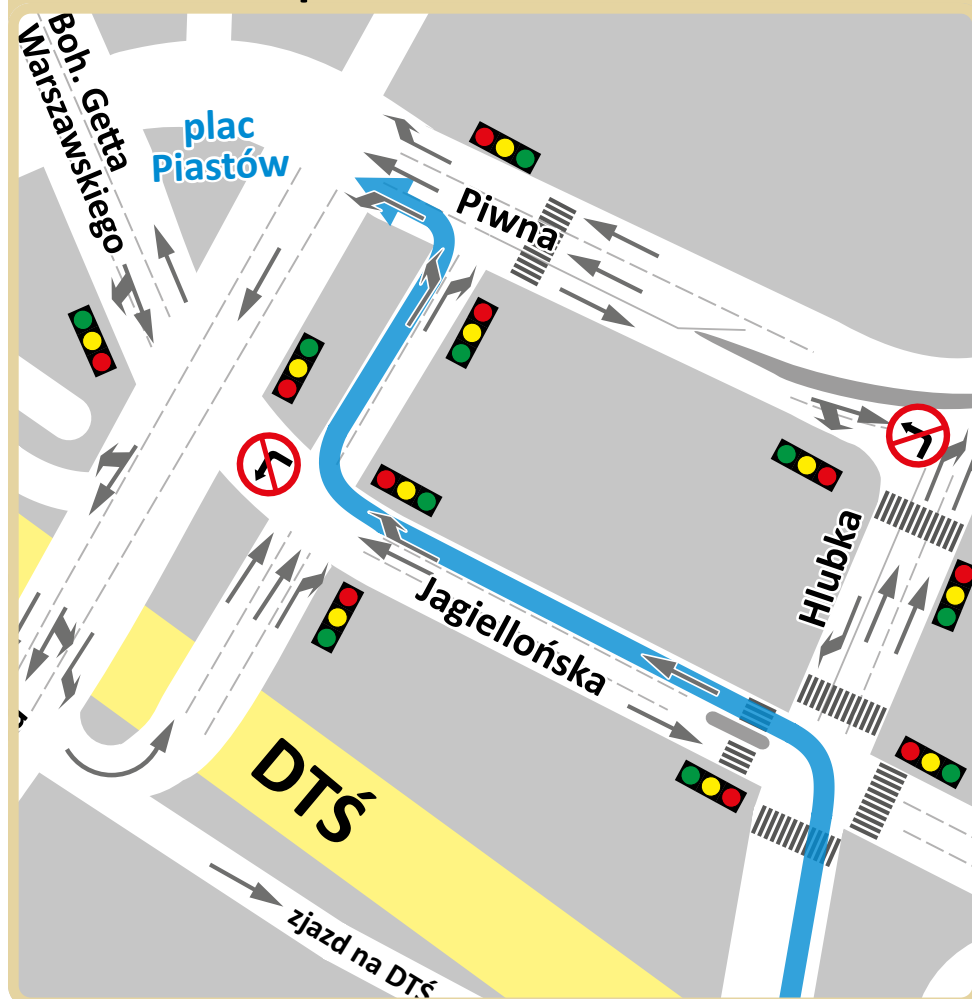 Boh. Getta
Warszawskiego
plac
Piastów
Piwna
Hlubka
Jagiellońska
DTŚ
zjazd na DTŚ